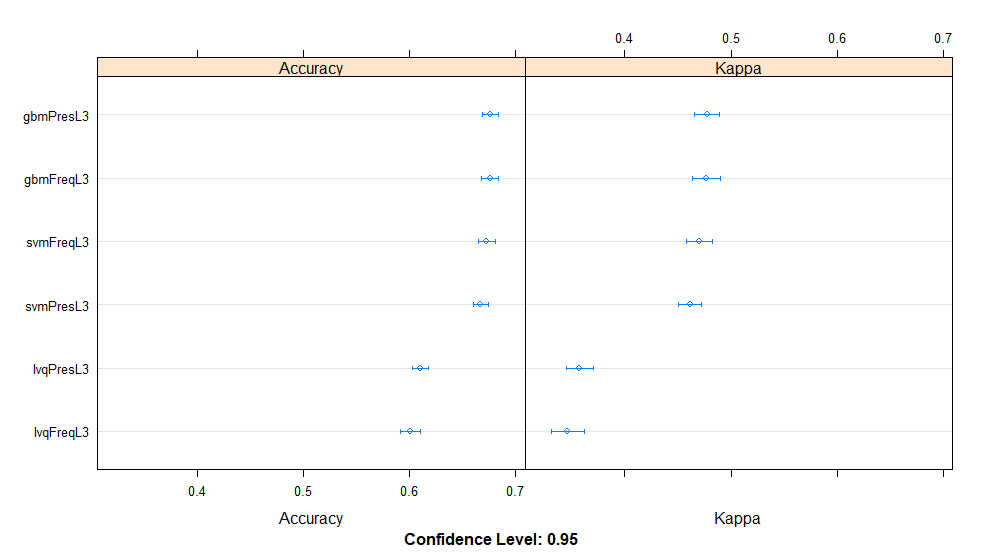 0.4 0.5 0.6 0.7
Accuracy Kappa
gbmPresL3
gbmFreqL3
svmFreqL3
svmPresL3
lvqPresL3
lvqFreqL3
0.4 0.5 0.6 0.7
Accuracy Kappa
Confidence Level: 0.95